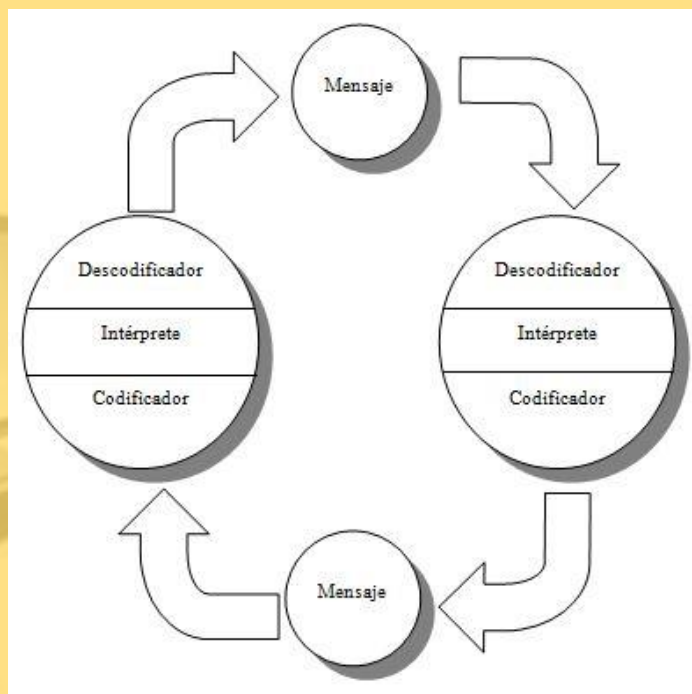 Mensaje
Descodificador
Intérprete
Codificador
Descodificador
Intérprete
Codificador
Mensaje